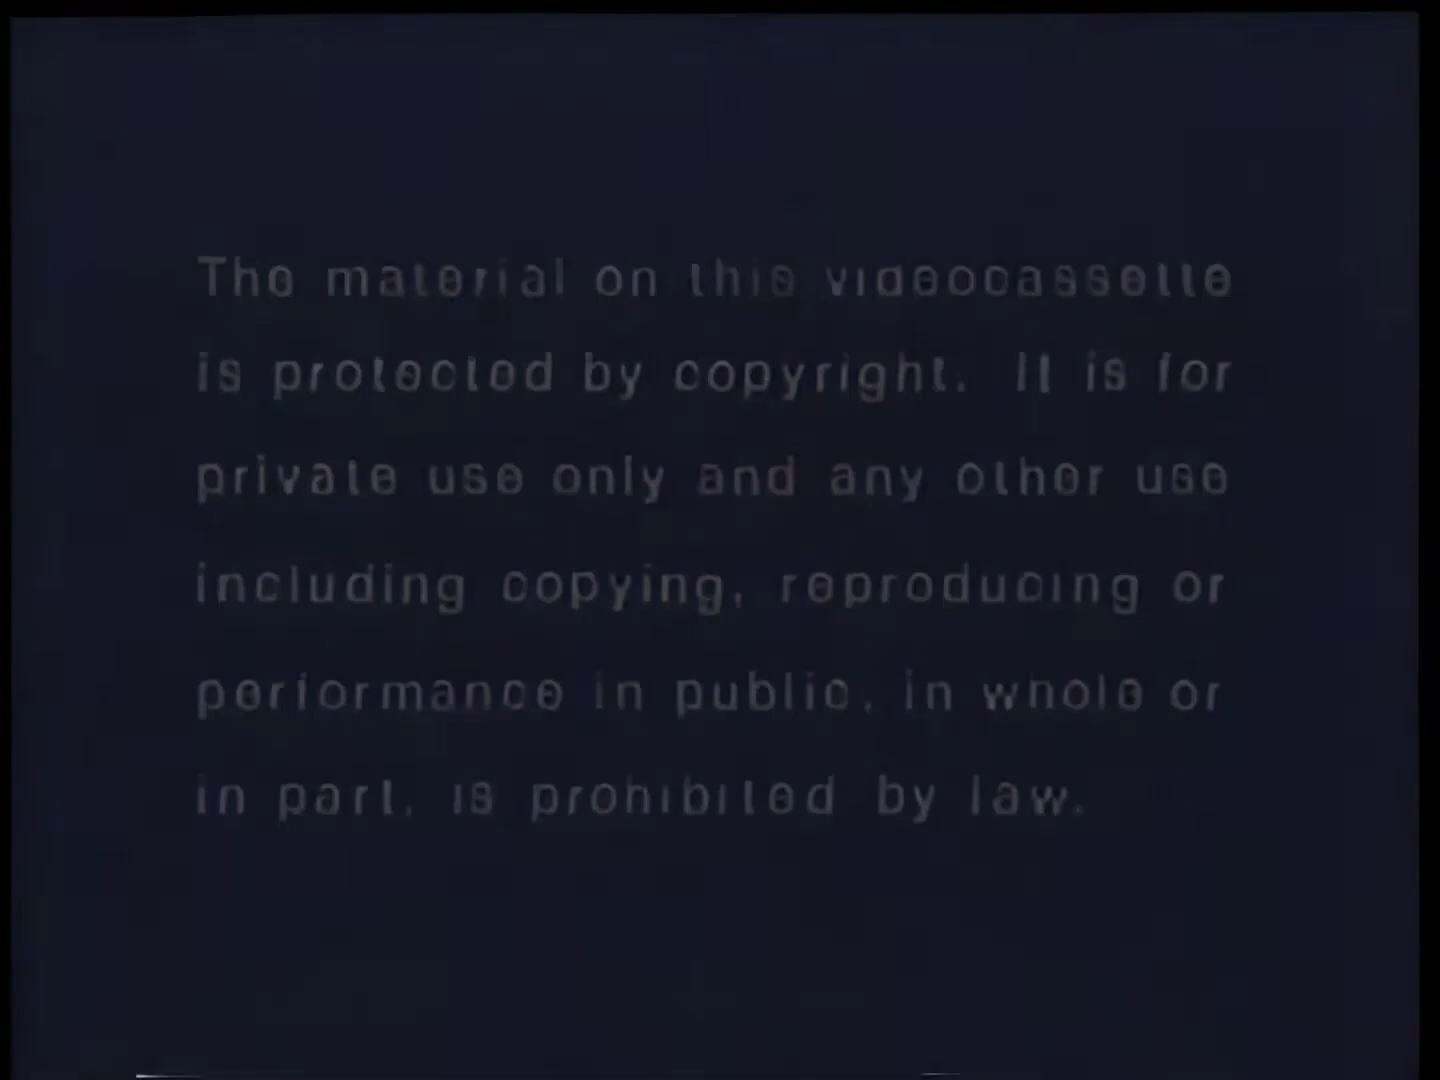 The material on this videocassette
is protected by copyright. It is for
private use only and any other use
including copying, reproducing or
performance in public, in whole or
in part, is prohibited by law.